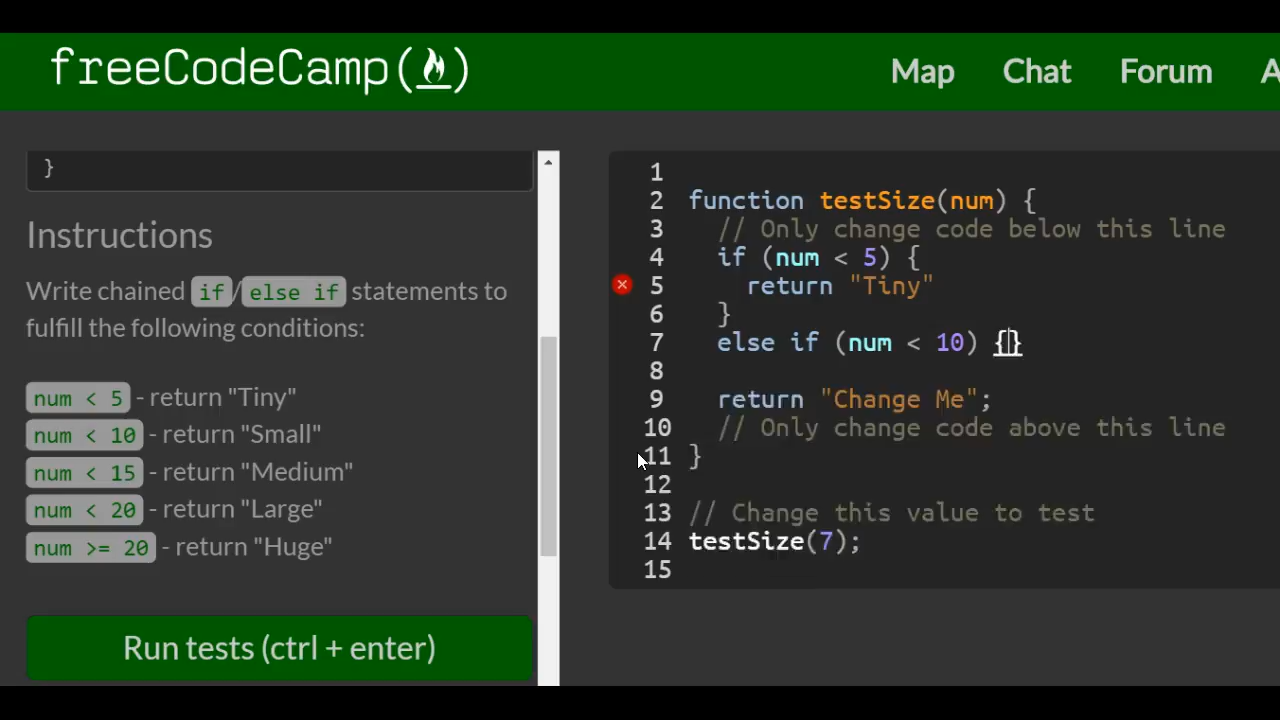 freeCodeCamp(🔥)
Map Chat Forum A
}
Instructions
Write chained if/else if statements to
fulfill the following conditions:
num < 5 - return "Tiny"
num < 10 - return "Small"
num < 15 - return "Medium"
num < 20 - return "Large"
num >= 20 - return "Huge"
Run tests (ctrl + enter)
1
2 function testSize(num) {
3 // Only change code below this line
4 if (num < 5) {
5 return "Tiny"
6 }
7 else if (num < 10) {}
8
9 return "Change Me";
10 // Only change code above this line
11 }
12
13 // Change this value to test
14 testSize(7);
15